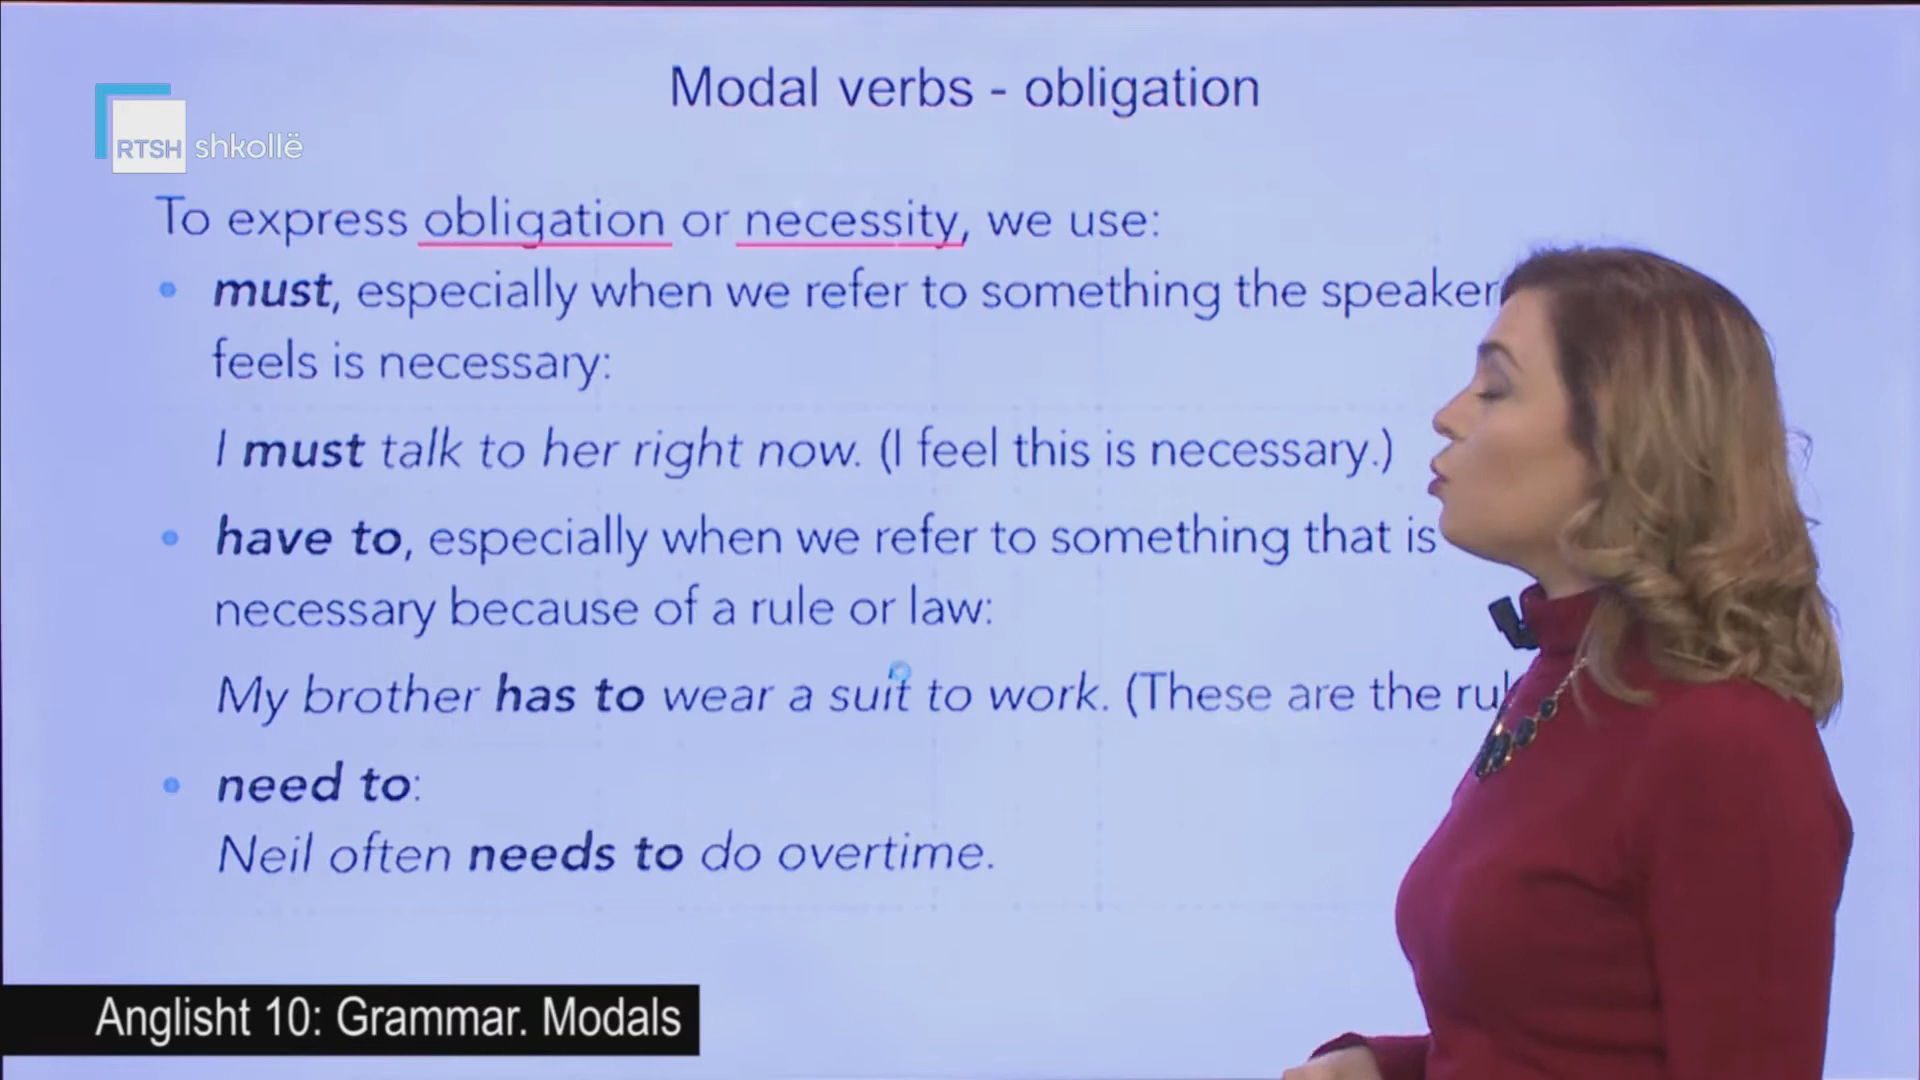 Modal verbs - obligation
RTSH shkollë
To express obligation or necessity, we use:
• must, especially when we refer to something the speaker
feels is necessary:
I must talk to her right now. (I feel this is necessary.)
• have to, especially when we refer to something that is
necessary because of a rule or law:
My brother has to wear a suit to work. (These are the
• need to:
Neil often needs to do overtime.
Anglisht 10: Grammar. Modals